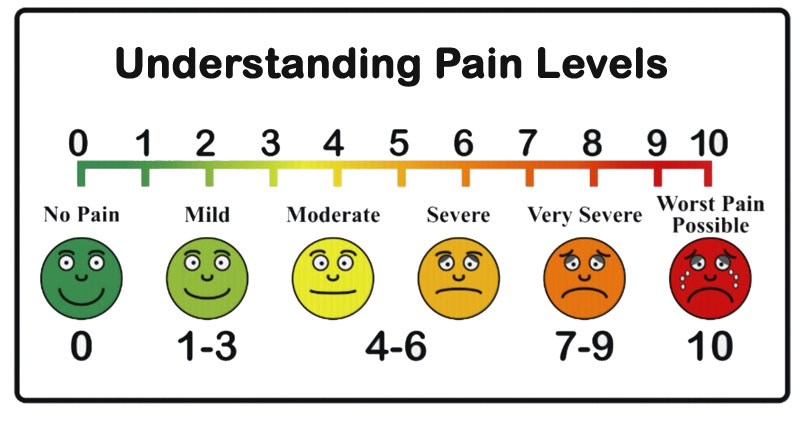 Understanding Pain Levels
0 1 2 3 4 5 6 7 8 9 10
No Pain Mild Moderate Severe Very Severe Worst Pain Possible
0 1-3 4-6 7-9 10